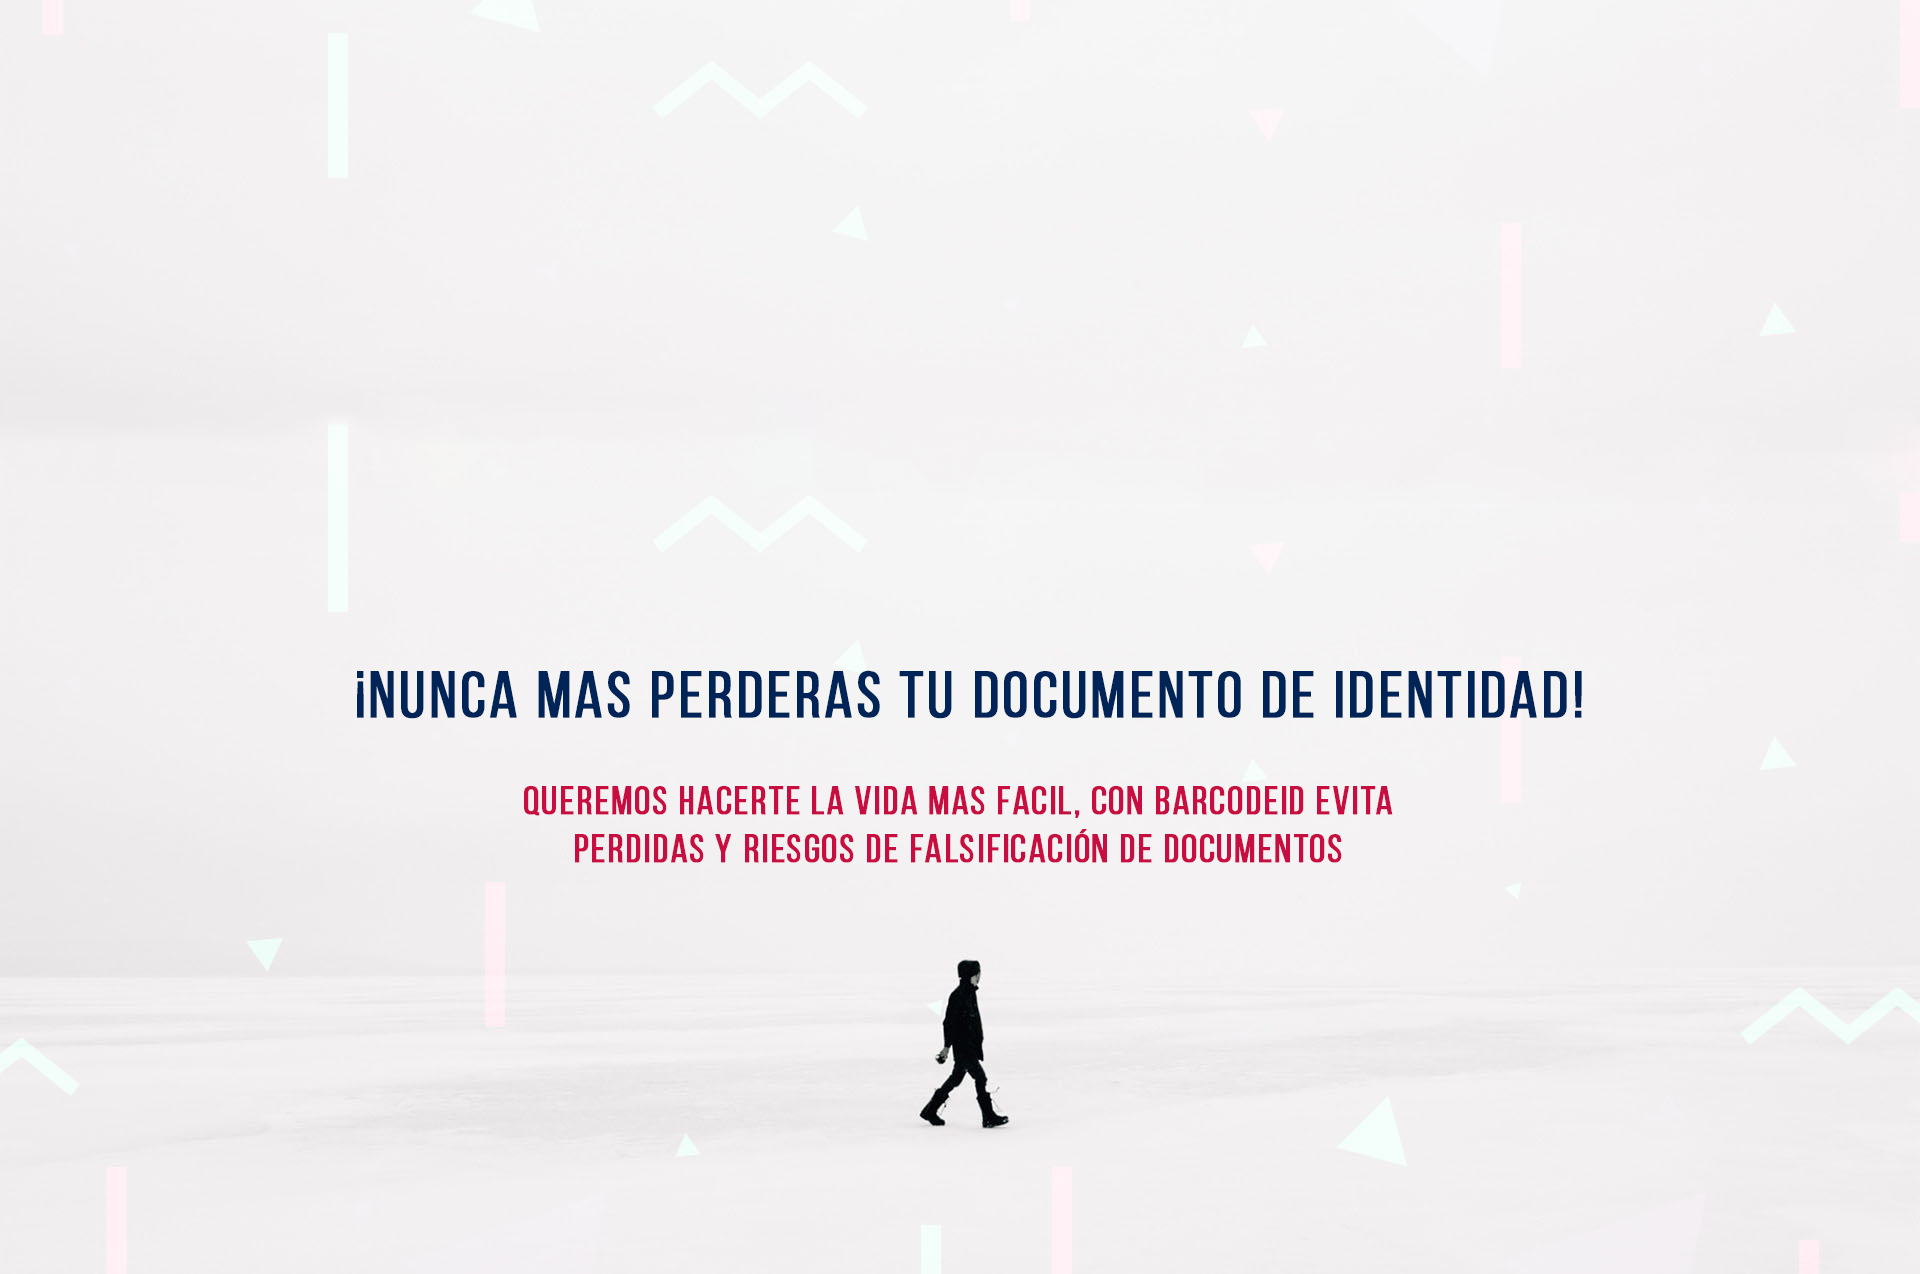 ¡NUNCA MAS PERDERAS TU DOCUMENTO DE IDENTIDAD!
QUEREMOS HACERTE LA VIDA MAS FACIL, CON BARCODEID EVITA
PERDIDAS Y RIESGOS DE FALSIFICACIÓN DE DOCUMENTOS